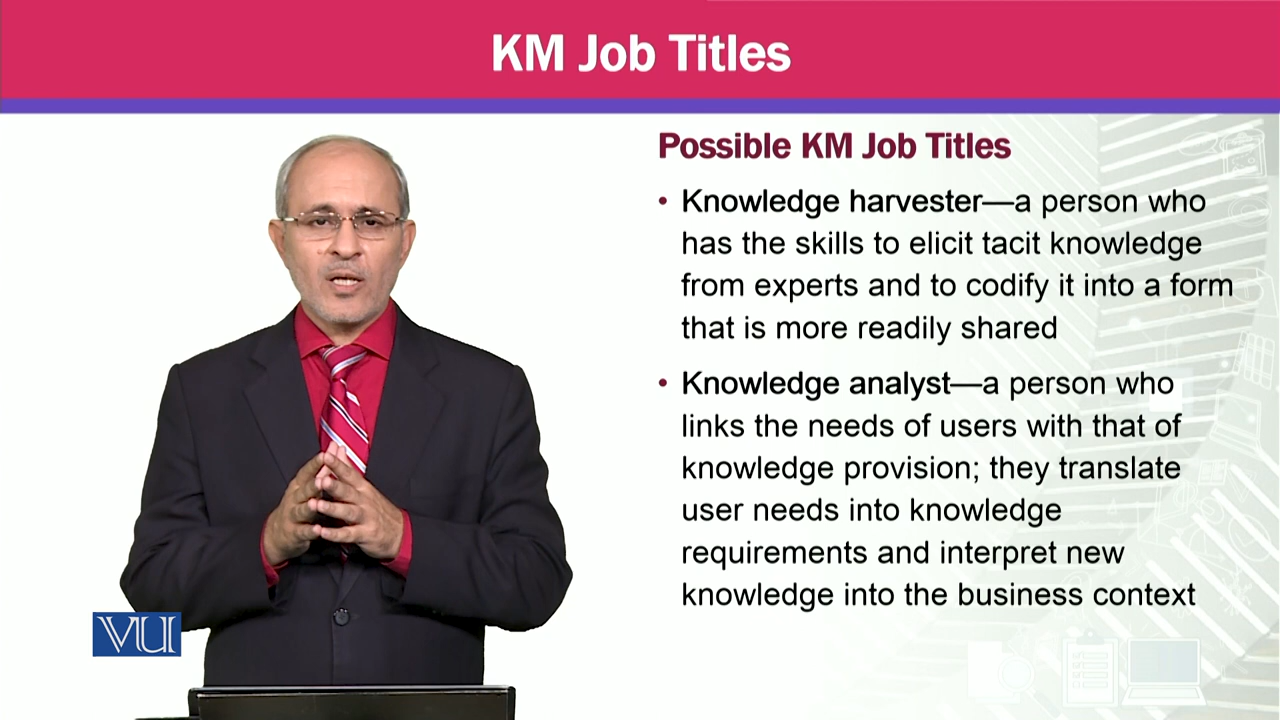 KM Job Titles
Possible KM Job Titles
• Knowledge harvester—a person who
has the skills to elicit tacit knowledge
from experts and to codify it into a form
that is more readily shared
• Knowledge analyst—a person who
links the needs of users with that of
knowledge provision; they translate
user needs into knowledge
requirements and interpret new
knowledge into the business context
VU